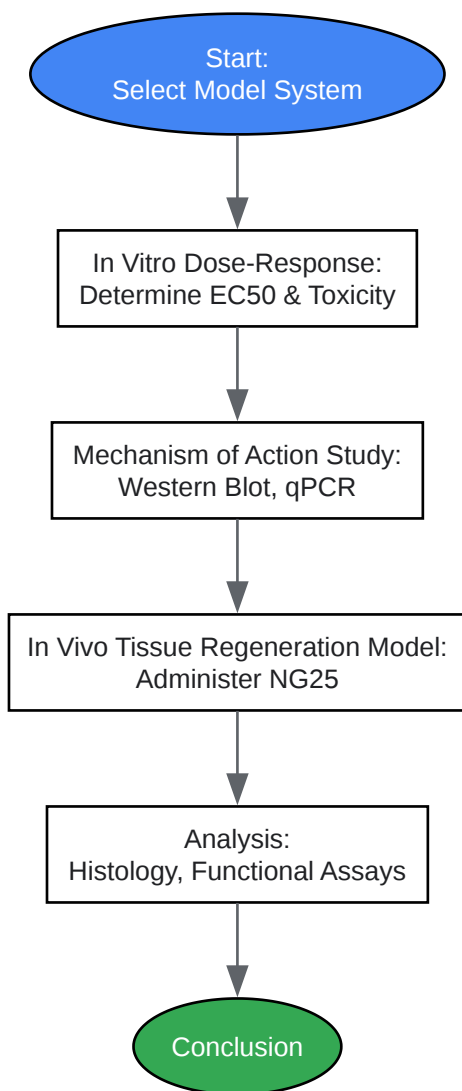 Start:
Select Model System
In Vitro Dose-Response:
Determine EC50 & Toxicity
Mechanism of Action Study:
Western Blot, qPCR
In Vivo Tissue Regeneration Model:
Administer NG25
Analysis:
Histology, Functional Assays
Conclusion